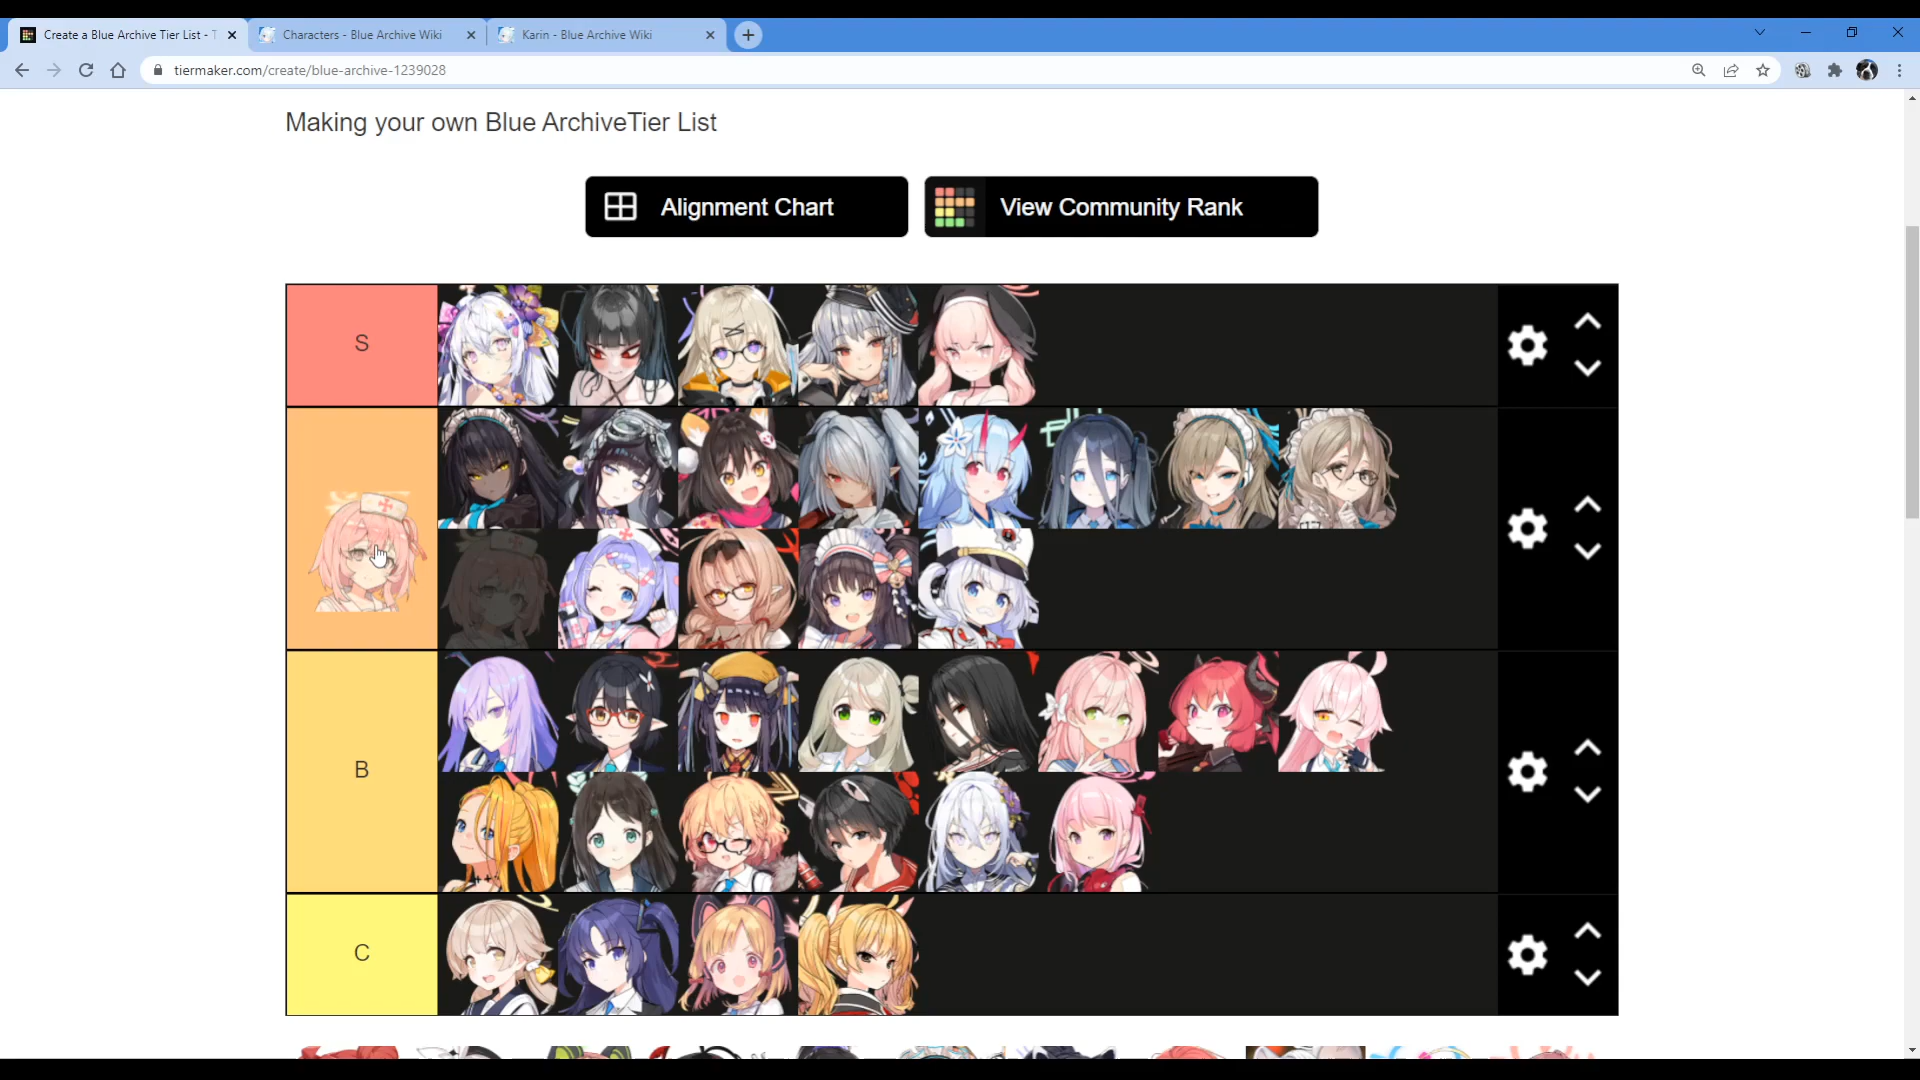 Create a Blue Archive Tier List - T
Characters - Blue Archive Wiki
Karin - Blue Archive Wiki
tiermaker.com/create/blue-archive-1239028
Making your own Blue ArchiveTier List
Alignment Chart
View Community Rank
S
B
C